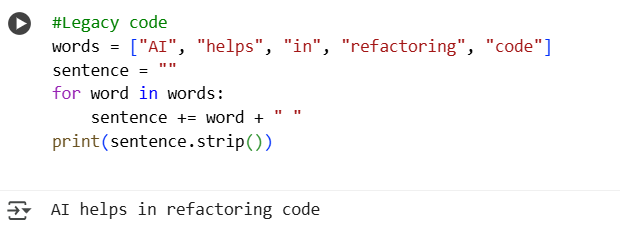 #Legacy code
words = ["AI", "helps", "in", "refactoring", "code"]
sentence = ""
for word in words:
    sentence += word + " "
print(sentence.strip())
AI helps in refactoring code